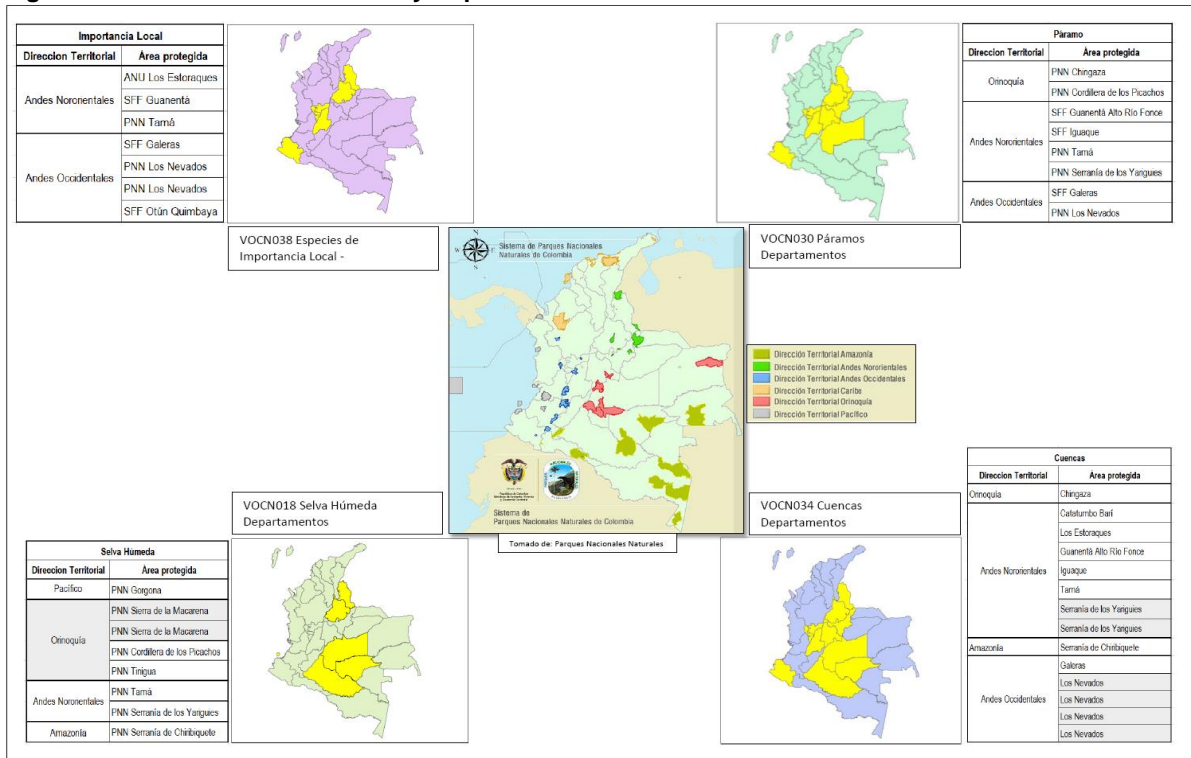 Importancia Local
Direccion Territorial Área protegida
Andes Nororientales
ANU Los Estoraques
SFF Guanentá
PNN Tamá
Andes Occidentales
SFF Galeras
PNN Los Nevados
PNN Los Nevados
SFF Otún Quimbaya
VOCN038 Especies de
Importancia Local -
Páramo
Direccion Territorial Área protegida
Orinoquía
PNN Chingaza
PNN Cordillera de los Picachos
Andes Nororientales
SFF Guanentá Alto Río Fonce
SFF Iguaque
PNN Tamá
PNN Serranía de los Yariguies
Andes Occidentales
SFF Galeras
PNN Los Nevados
VOCN030 Páramos
Departamentos
N
W E
S
Sistema de Parques Nacionales
Naturales de Colombia
Dirección Territorial Amazonía
Dirección Territorial Andes Nororientales
Dirección Territorial Andes Occidentales
Dirección Territorial Caribe
Dirección Territorial Orinoquía
Dirección Territorial Pacífico
Sistema de
Parques Nacionales Naturales de Colombia
Tomado de: Parques Nacionales Naturales
VOCN018 Selva Húmeda
Departamentos
Selva Húmeda
Direccion Territorial Área protegida
Pacífico PNN Gorgona
Orinoquía
PNN Sierra de la Macarena
PNN Sierra de la Macarena
PNN Cordillera de los Picachos
PNN Tinigua
Andes Nororientales
PNN Tamá
PNN Serranía de los Yariguies
Amazonía PNN Serranía de Chiribiquete
VOCN034 Cuencas
Departamentos
Cuencas
Direccion Territorial Área protegida
Orinoquía Chingaza
Andes Nororientales
Catatumbo Barí
Los Estoraques
Guanentá Alto Río Fonce
Iguaque
Tamá
Serranía de los Yariguies
Serranía de los Yariguies
Amazonía Serranía de Chiribiquete
Andes Occidentales
Galeras
Los Nevados
Los Nevados
Los Nevados
Los Nevados